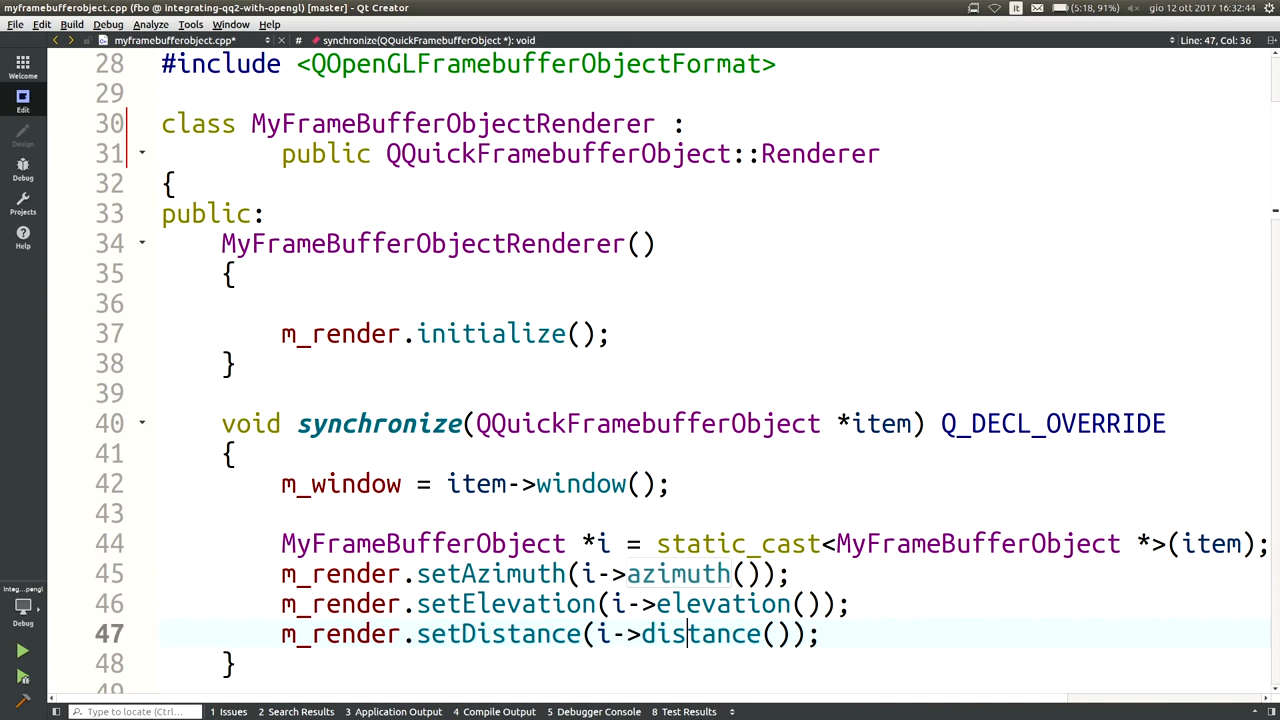 myframebufferobject.cpp (fbo @ integrating-qq2-with-opengl) [master] - Qt Creator
It (5:18, 91%) gio 12 ott 2017 16:32:44
File Edit Build Debug Analyze Tools Window Help
myframebufferobject.cpp* # synchronize(QQuickFramebufferObject *): void Line: 47, Col: 36
Welcome
Edit
Design
Debug
Projects
Help
28 #include <QOpenGLFramebufferObjectFormat>
29
30 class MyFrameBufferObjectRenderer :
31 public QQuickFramebufferObject::Renderer
32 {
33 public:
34 MyFrameBufferObjectRenderer()
35 {
36
37 m_render.initialize();
38 }
39
40 void synchronize(QQuickFramebufferObject *item) Q_DECL_OVERRIDE
41 {
42 m_window = item->window();
43
44 MyFrameBufferObject *i = static_cast<MyFrameBufferObject *>(item);
45 m_render.setAzimuth(i->azimuth());
46 m_render.setElevation(i->elevation());
47 m_render.setDistance(i->distance());
48 }
49
Integ...pengl
Debug
Type to locate (Ctrl-... 1 Issues 2 Search Results 3 Application Output 4 Compile Output 5 Debugger Console 8 Test Results